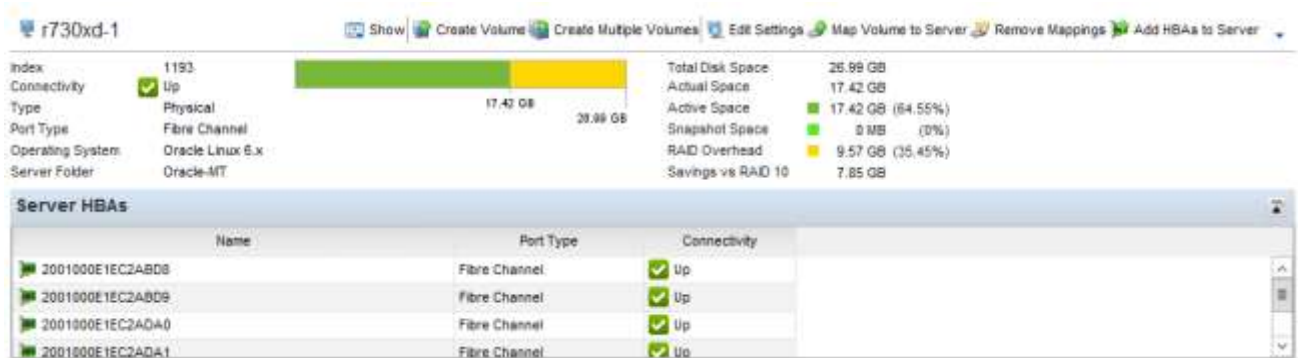 r730xd-1
Show Create Volume Create Multiple Volumes Edit Settings Map Volume to Server Remove Mappings Add HBAs to Server
Index 1193
Connectivity Up
Type Physical
Port Type Fibre Channel
Operating System Oracle Linux 6.x
Server Folder Oracle-MT
17.42 GB
26.99 GB
Total Disk Space 26.99 GB
Actual Space 17.42 GB
Active Space 17.42 GB (64.55%)
Snapshot Space 0 MB (0%)
RAID Overhead 9.57 GB (35.45%)
Savings vs RAID 10 7.85 GB
Server HBAs
Name Port Type Connectivity
2001000E1EC2ABD8 Fibre Channel Up
2001000E1EC2ABD9 Fibre Channel Up
2001000E1EC2ADA0 Fibre Channel Up
2001000E1EC2ADA1 Fibre Channel Up